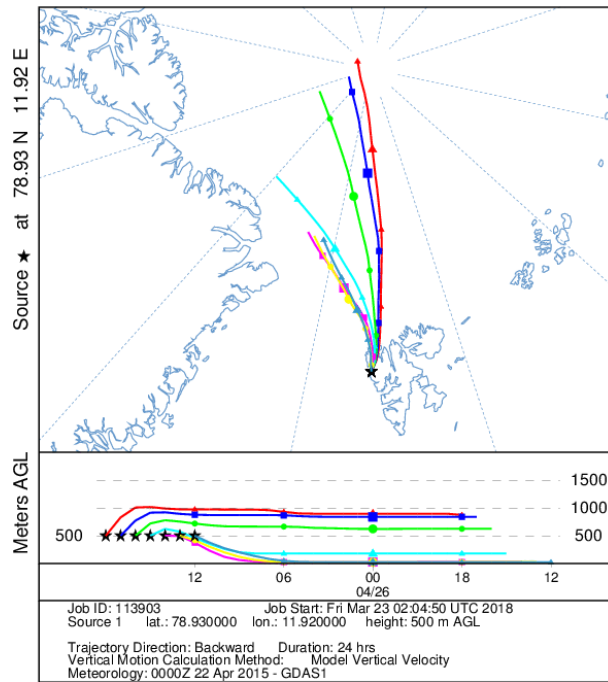 Source ★ at 78.93 N 11.92 E
Meters AGL
1500
1000
500 500
12 06 00 18 12
04/26
Job ID: 113903 Job Start: Fri Mar 23 02:04:50 UTC 2018
Source 1 lat.: 78.930000 lon.: 11.920000 height: 500 m AGL
Trajectory Direction: Backward Duration: 24 hrs
Vertical Motion Calculation Method: Model Vertical Velocity
Meteorology: 0000Z 22 Apr 2015 - GDAS1